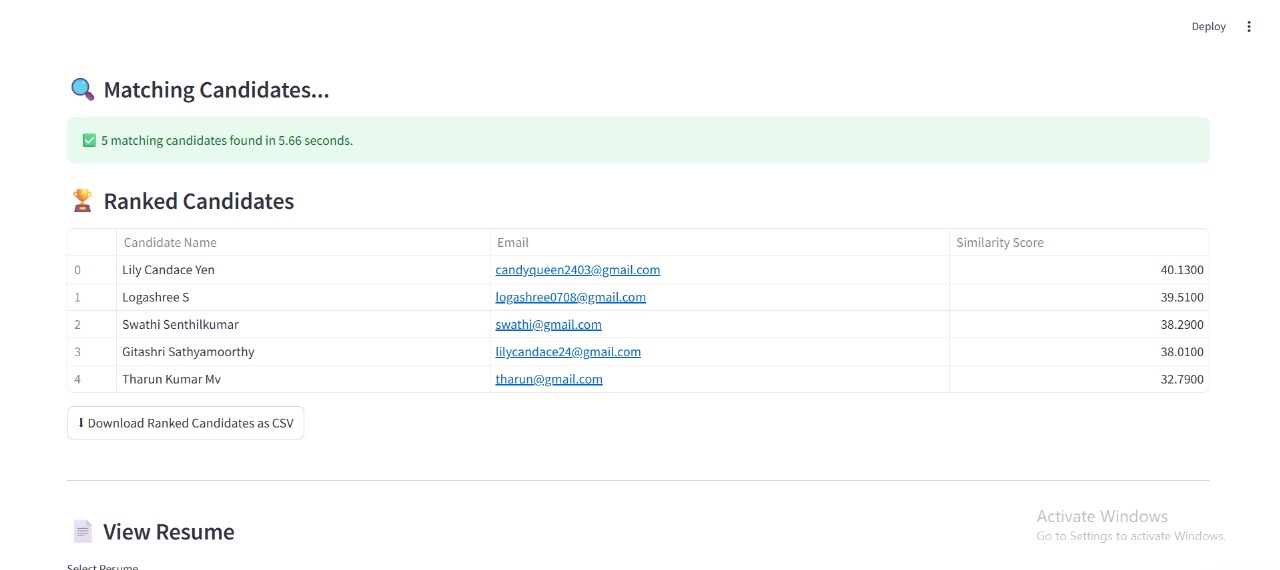 Deploy
Matching Candidates...
5 matching candidates found in 5.66 seconds.
Ranked Candidates
Candidate Name Email Similarity Score
0 Lily Candace Yen candyqueen2403@gmail.com 40.1300
1 Logashree S logashree0708@gmail.com 39.5100
2 Swathi Senthilkumar swathi@gmail.com 38.2900
3 Gitashri Sathyamoorthy lilycandace24@gmail.com 38.0100
4 Tharun Kumar Mv tharun@gmail.com 32.7900
Download Ranked Candidates as CSV
View Resume
Activate Windows
Go to Settings to activate Windows.
Select Resume